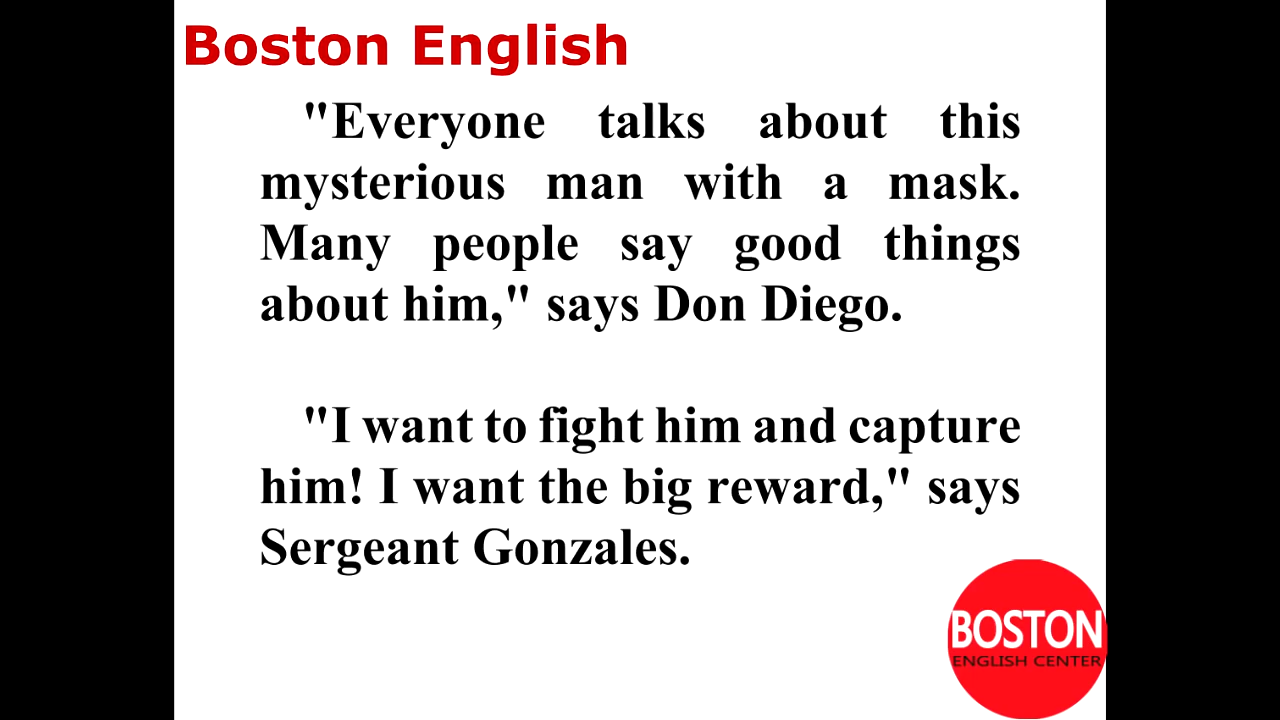 Boston English
"Everyone talks about this
mysterious man with a mask.
Many people say good things
about him," says Don Diego.
"I want to fight him and capture
him! I want the big reward," says
Sergeant Gonzales.
BOSTON
ENGLISH CENTER